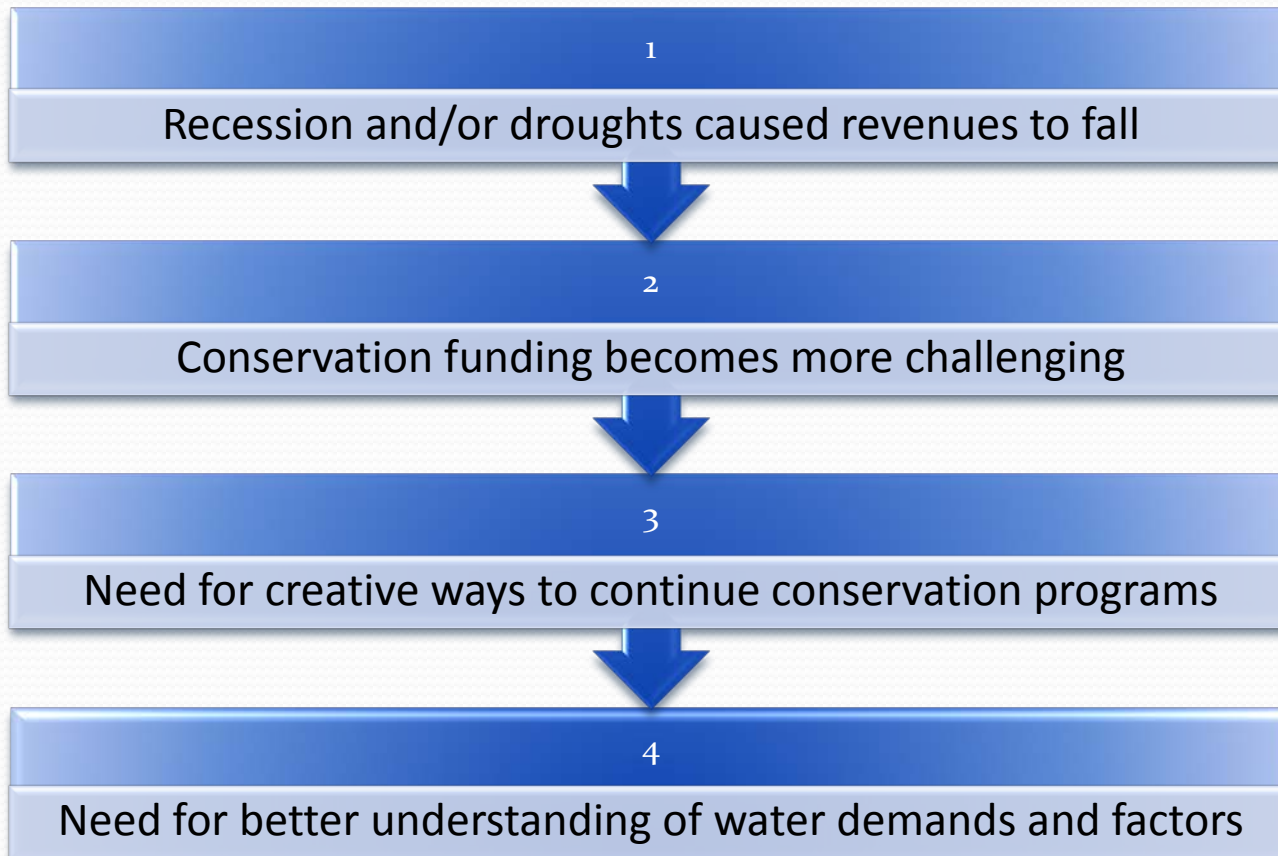 1
Recession and/or droughts caused revenues to fall
2
Conservation funding becomes more challenging
3
Need for creative ways to continue conservation programs
4
Need for better understanding of water demands and factors